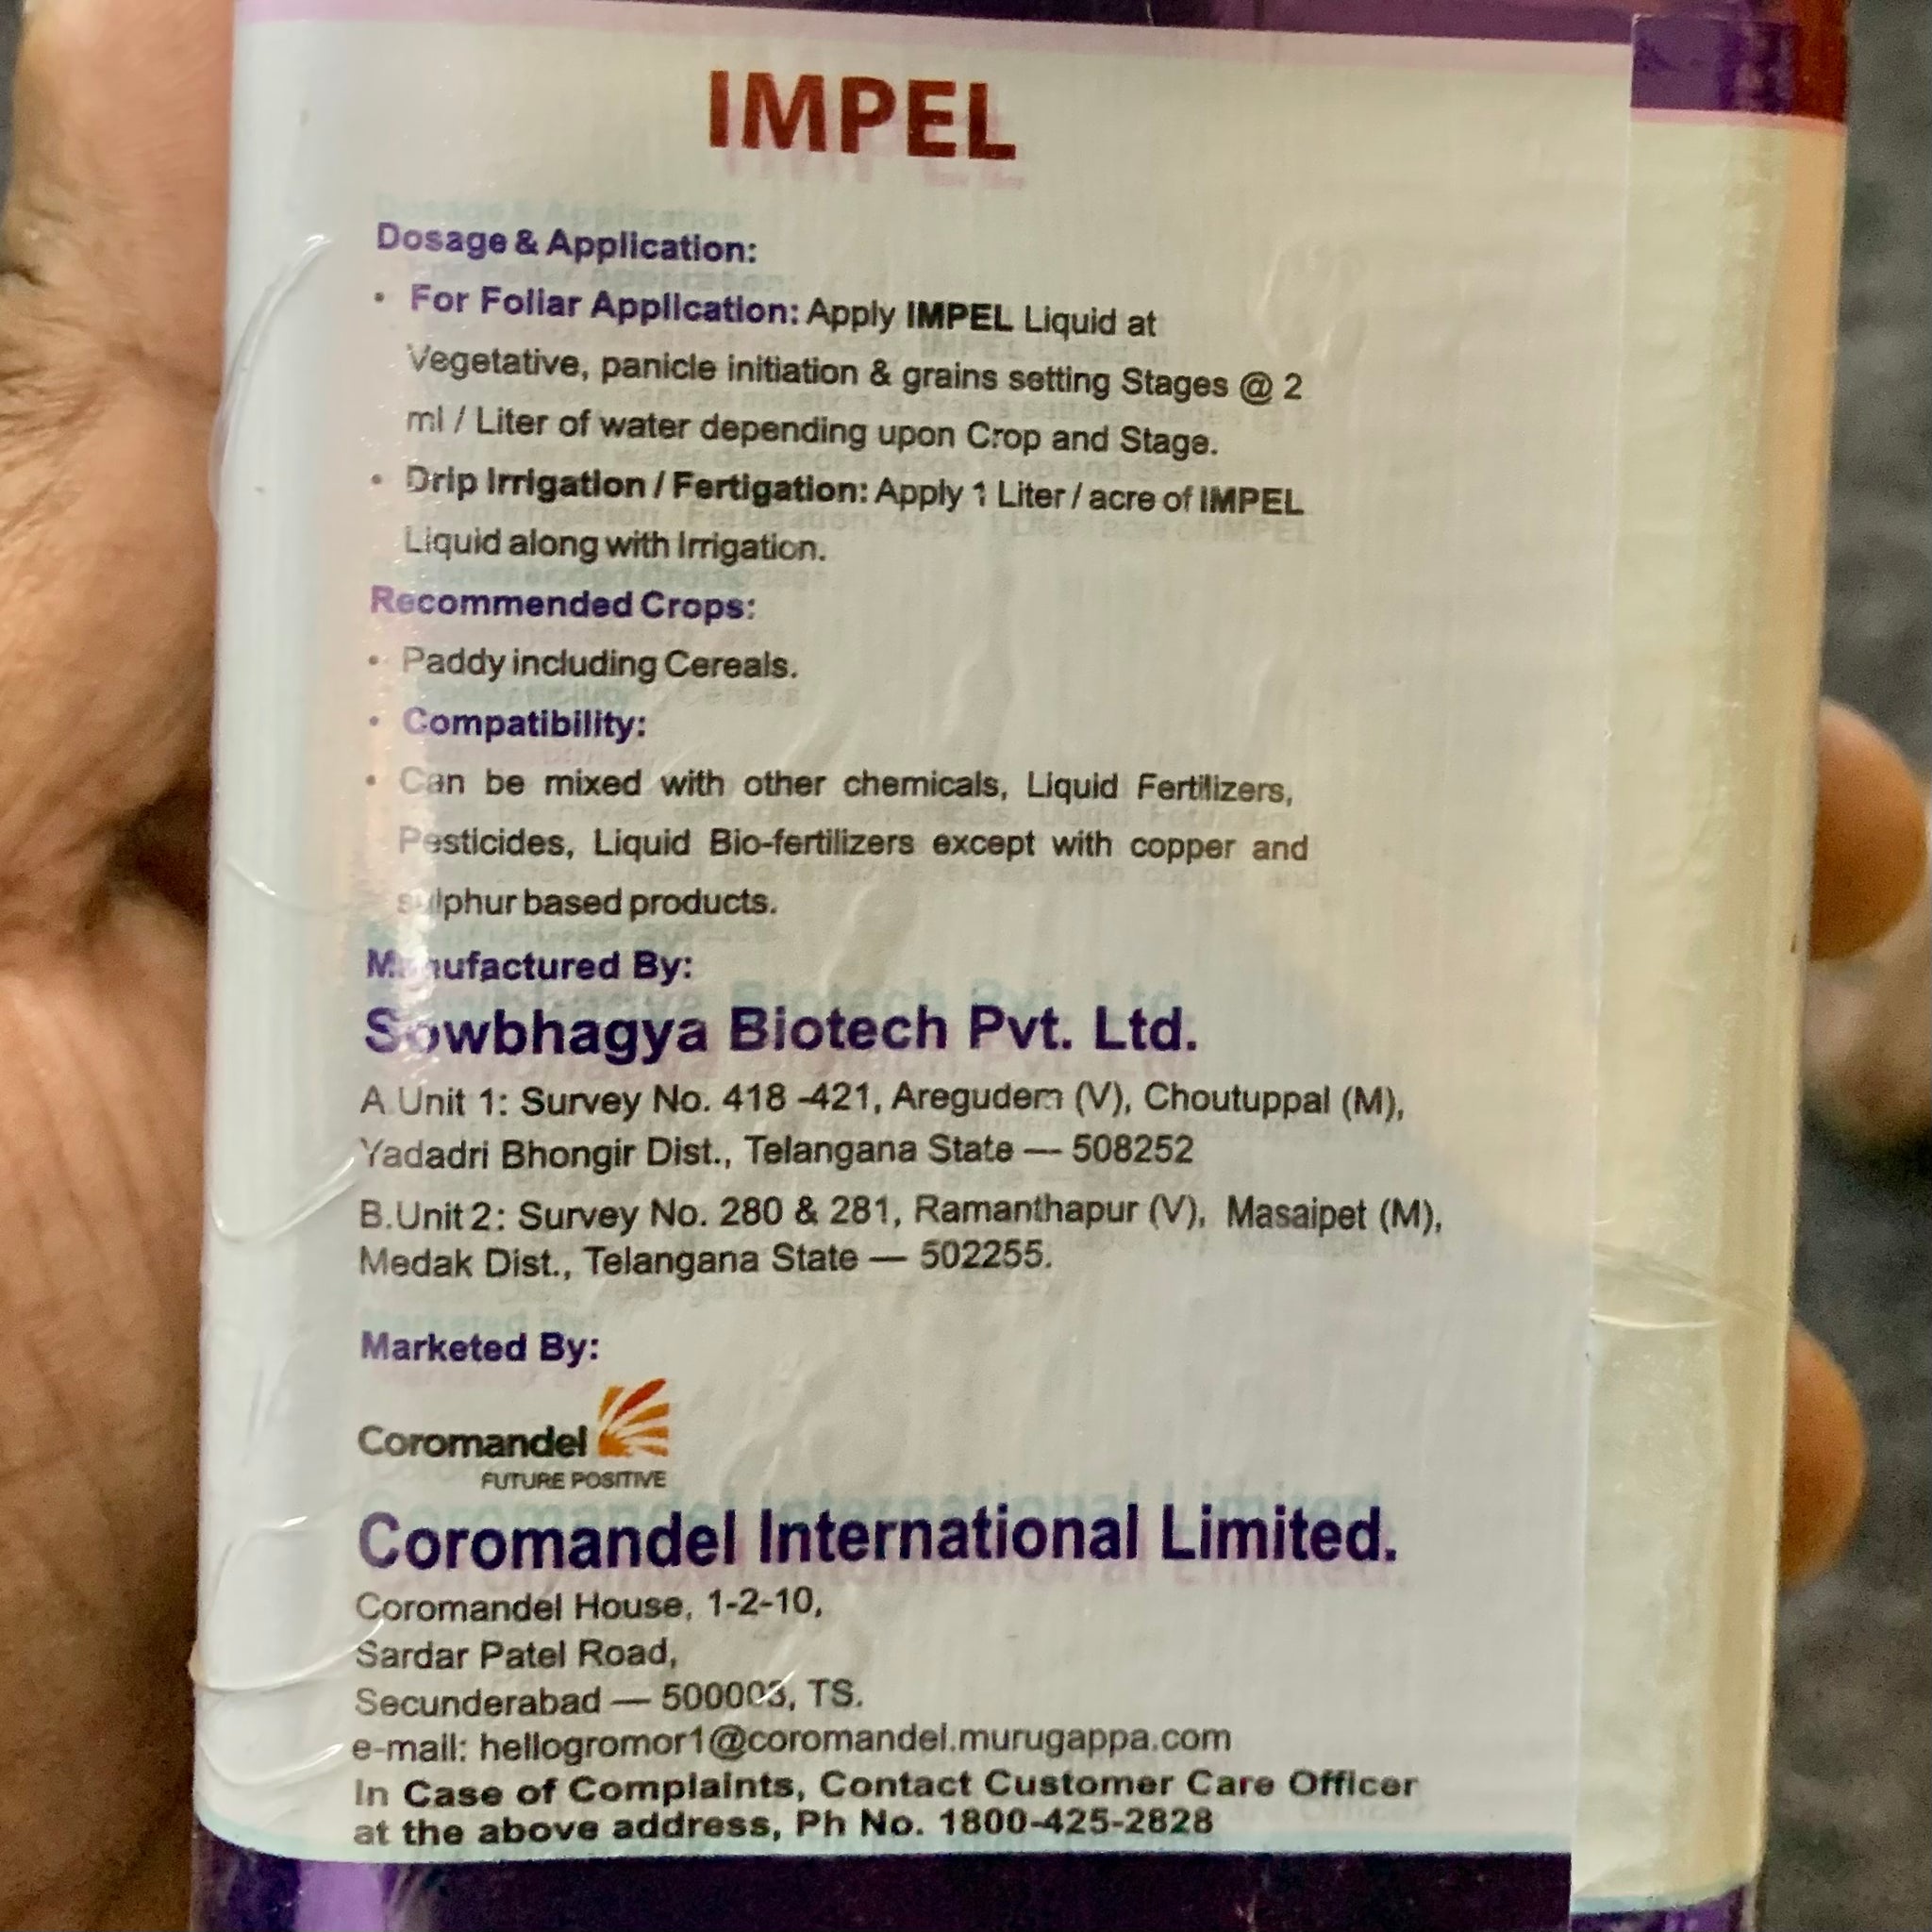 IMPEL
Dosage & Application:
• For Foliar Application: Apply IMPEL Liquid at
Vegetative, panicle initiation & grains setting Stages @ 2
ml / Liter of water depending upon Crop and Stage.
• Drip Irrigation / Fertigation: Apply 1 Liter / acre of IMPEL
Liquid along with Irrigation.
Recommended Crops:
• Paddy including Cereals.
• Compatibility:
• Can be mixed with other chemicals, Liquid Fertilizers,
Pesticides, Liquid Bio-fertilizers except with copper and
sulphur based products.
Manufactured By:
Sowbhagya Biotech Pvt. Ltd.
A.Unit 1: Survey No. 418 -421, Aregudem (V), Choutuppal (M),
Yadadri Bhongir Dist., Telangana State — 508252
B.Unit 2: Survey No. 280 & 281, Ramanthapur (V), Masaipet (M),
Medak Dist., Telangana State — 502255.
Marketed By:
Coromandel
FUTURE POSITIVE
Coromandel International Limited.
Coromandel House, 1-2-10,
Sardar Patel Road,
Secunderabad — 500003, TS.
e-mail: hellogromor1@coromandel.murugappa.com
In Case of Complaints, Contact Customer Care Officer
at the above address, Ph No. 1800-425-2828